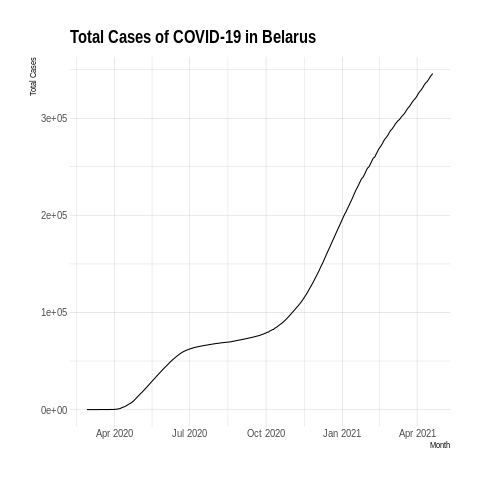 Total Cases of COVID-19 in Belarus
Total Cases
3e+05
2e+05
1e+05
0e+00
Apr 2020 Jul 2020 Oct 2020 Jan 2021 Apr 2021
Month